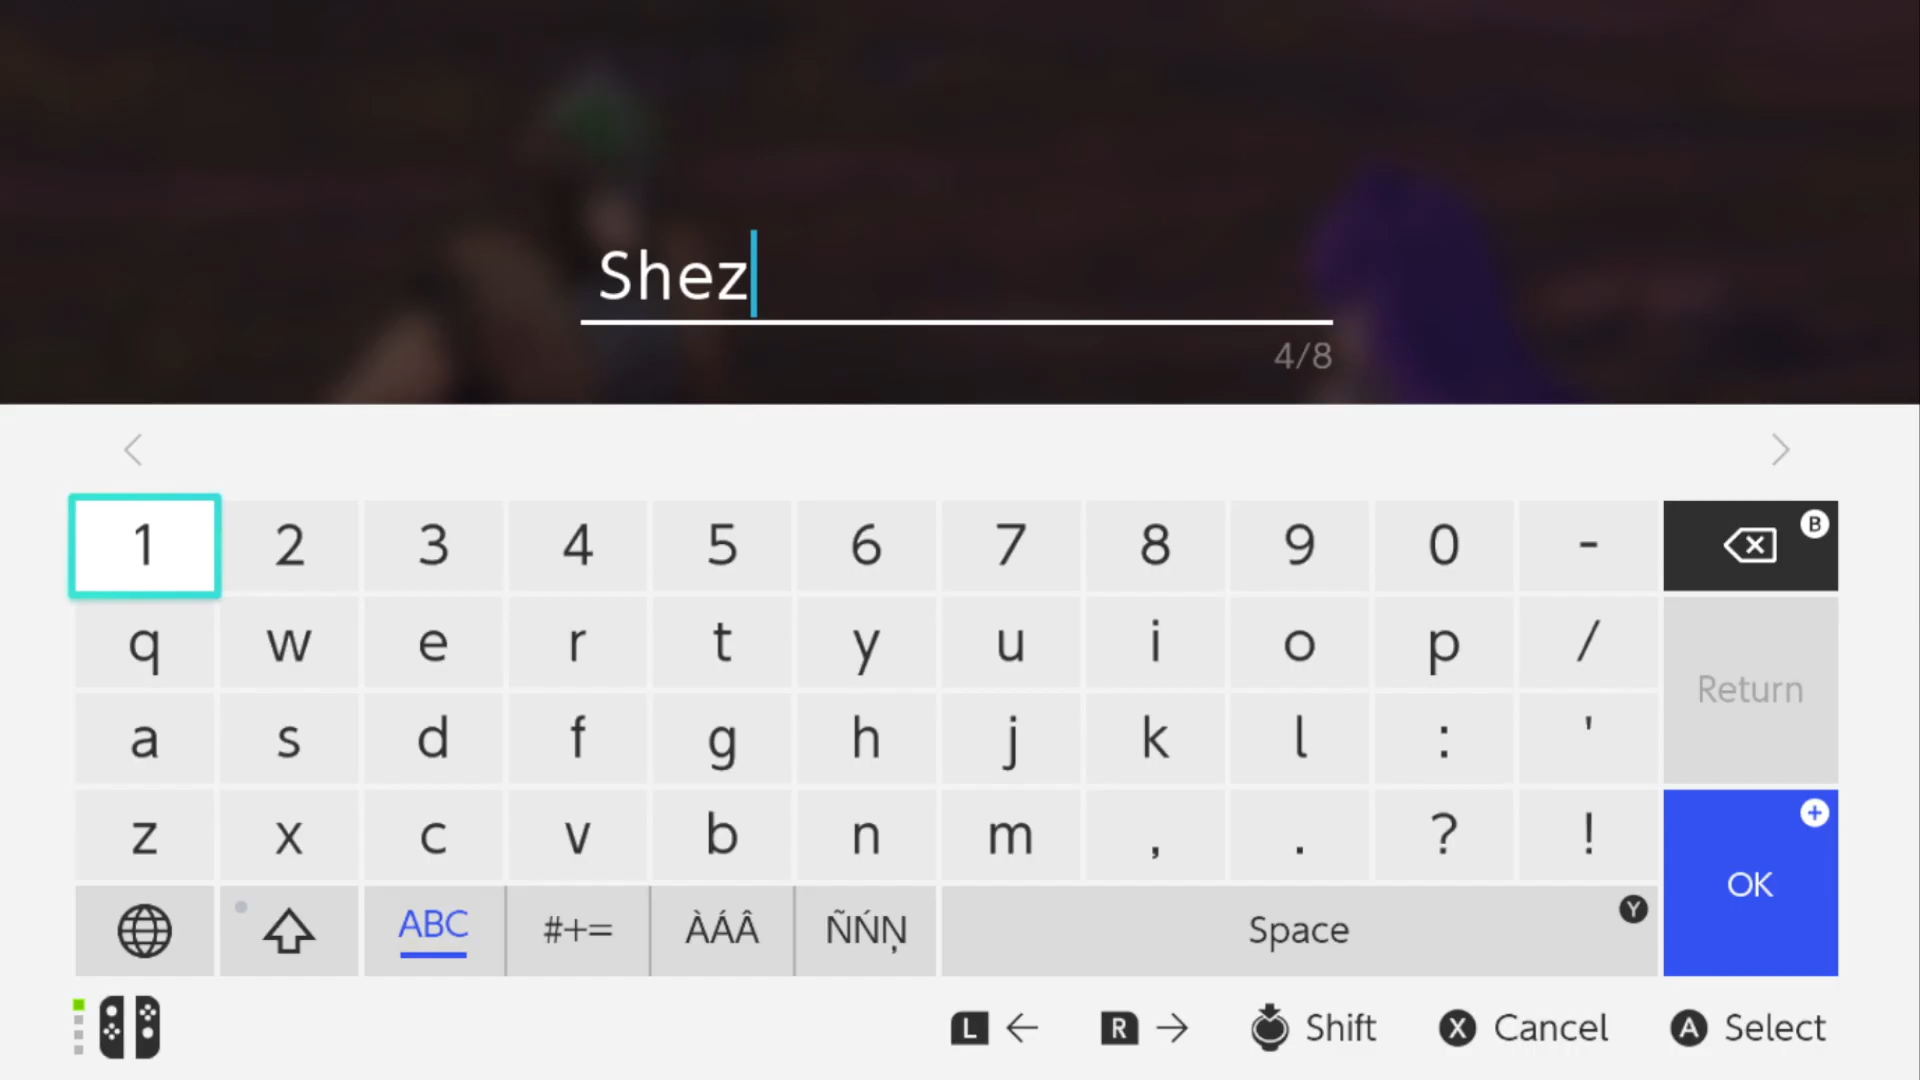 Shez
4/8
1 2 3 4 5 6 7 8 9 0 - B
q w e r t y u i o p / Return
a s d f g h j k l : '
z x c v b n m , . ? ! + OK
ABC #+= ÀÁÂ ÑŃŅ Space Y
L ← R → Shift X Cancel A Select